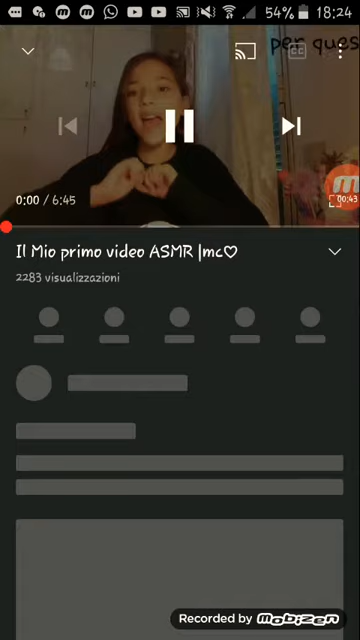 54% 18:24
per ques
CC
0:00 / 6:45
00:43
Il Mio primo video ASMR |mc♡
2283 visualizzazioni
Recorded by Mobizen